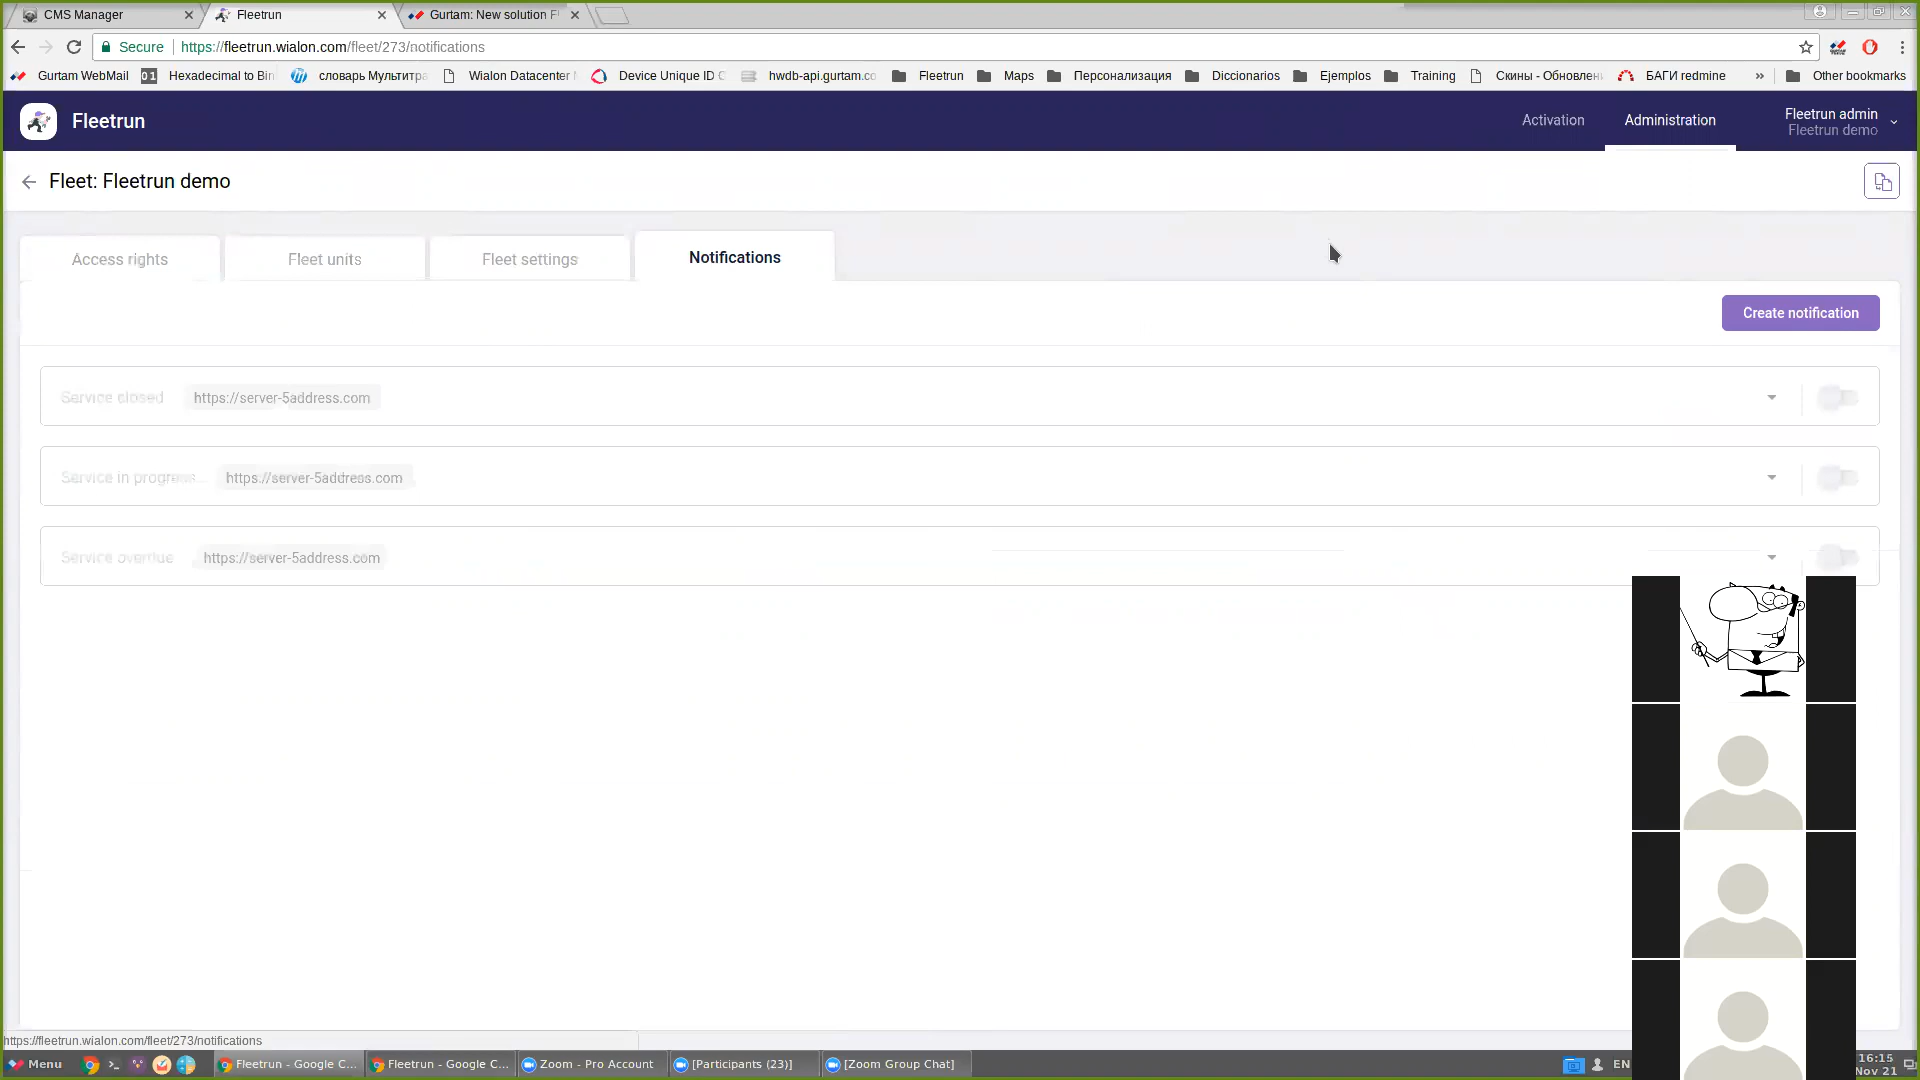 CMS Manager
Fleetrun
Gurtam: New solution F
Secure
https://fleetrun.wialon.com/fleet/273/notifications
Gurtam WebMail
01
Hexadecimal to Bin
словарь Мультитра
Wialon Datacenter
Device Unique ID C
hwdb-api.gurtam.co
Fleetrun
Maps
Персонализация
Diccionarios
Ejemplos
Training
Скины - Обновлен
БАГИ redmine
»
Other bookmarks
Fleetrun
Activation
Administration
Fleetrun admin
Fleetrun demo
Fleet: Fleetrun demo
Access rights
Fleet units
Fleet settings
Notifications
Create notification
Service closed
https://server-5address.com
Service in progress...
https://server-5address.com
Service overdue
https://server-5address.com
https://fleetrun.wialon.com/fleet/273/notifications
Menu
Fleetrun - Google C...
Fleetrun - Google C...
Zoom - Pro Account
[Participants (23)]
[Zoom Group Chat]
EN
16:15
Nov 21